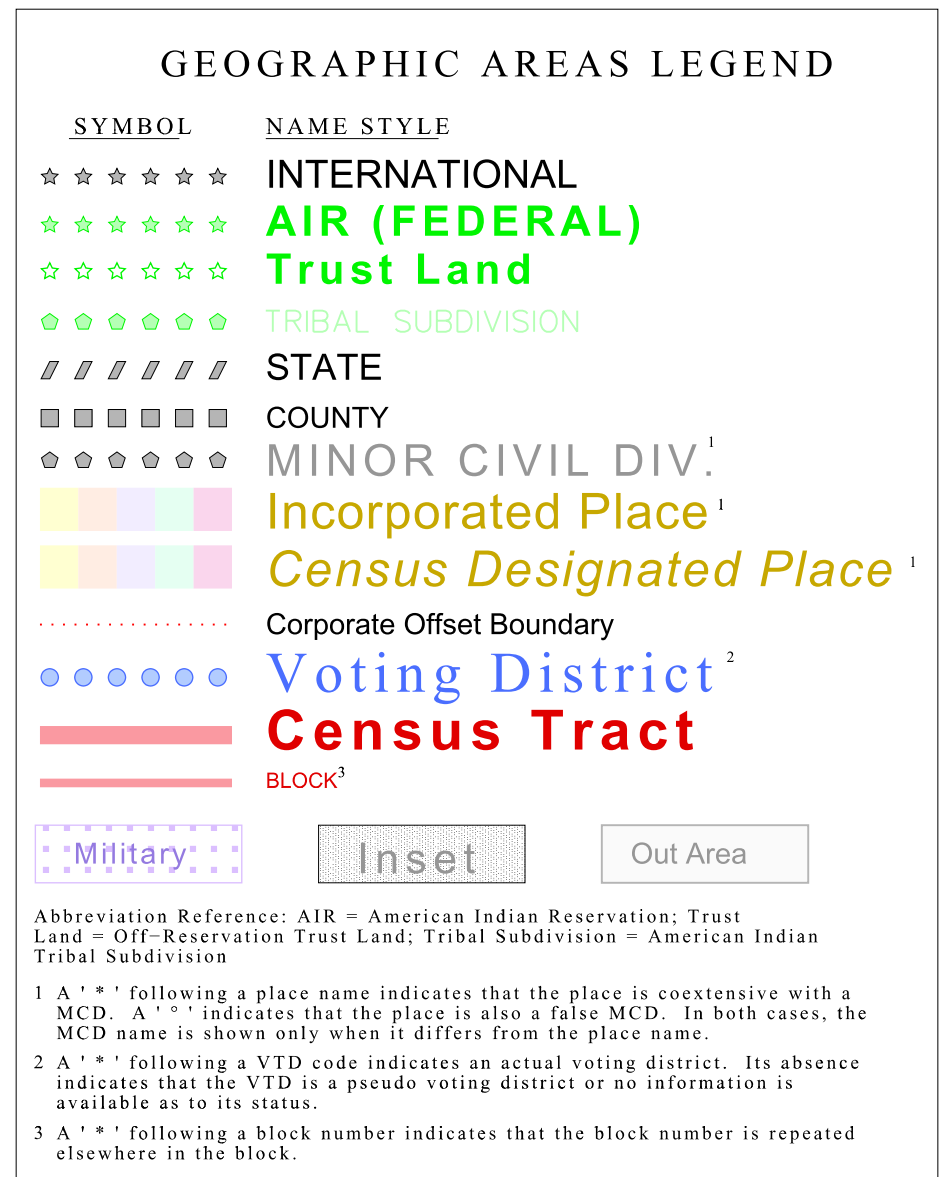 GEOGRAPHIC AREAS LEGEND
SYMBOL NAME STYLE
INTERNATIONAL
AIR (FEDERAL)
Trust Land
TRIBAL SUBDIVISION
STATE
COUNTY
MINOR CIVIL DIV. 1
Incorporated Place 1
Census Designated Place 1
Corporate Offset Boundary
Voting District 2
Census Tract
BLOCK 3
Military Inset Out Area
Abbreviation Reference: AIR = American Indian Reservation; Trust
Land = Off−Reservation Trust Land; Tribal Subdivision = American Indian
Tribal Subdivision
1 A ' * ' following a place name indicates that the place is coextensive with a
MCD. A ' ° ' indicates that the place is also a false MCD. In both cases, the
MCD name is shown only when it differs from the place name.
2 A ' * ' following a VTD code indicates an actual voting district. Its absence
indicates that the VTD is a pseudo voting district or no information is
available as to its status.
3 A ' * ' following a block number indicates that the block number is repeated
elsewhere in the block.